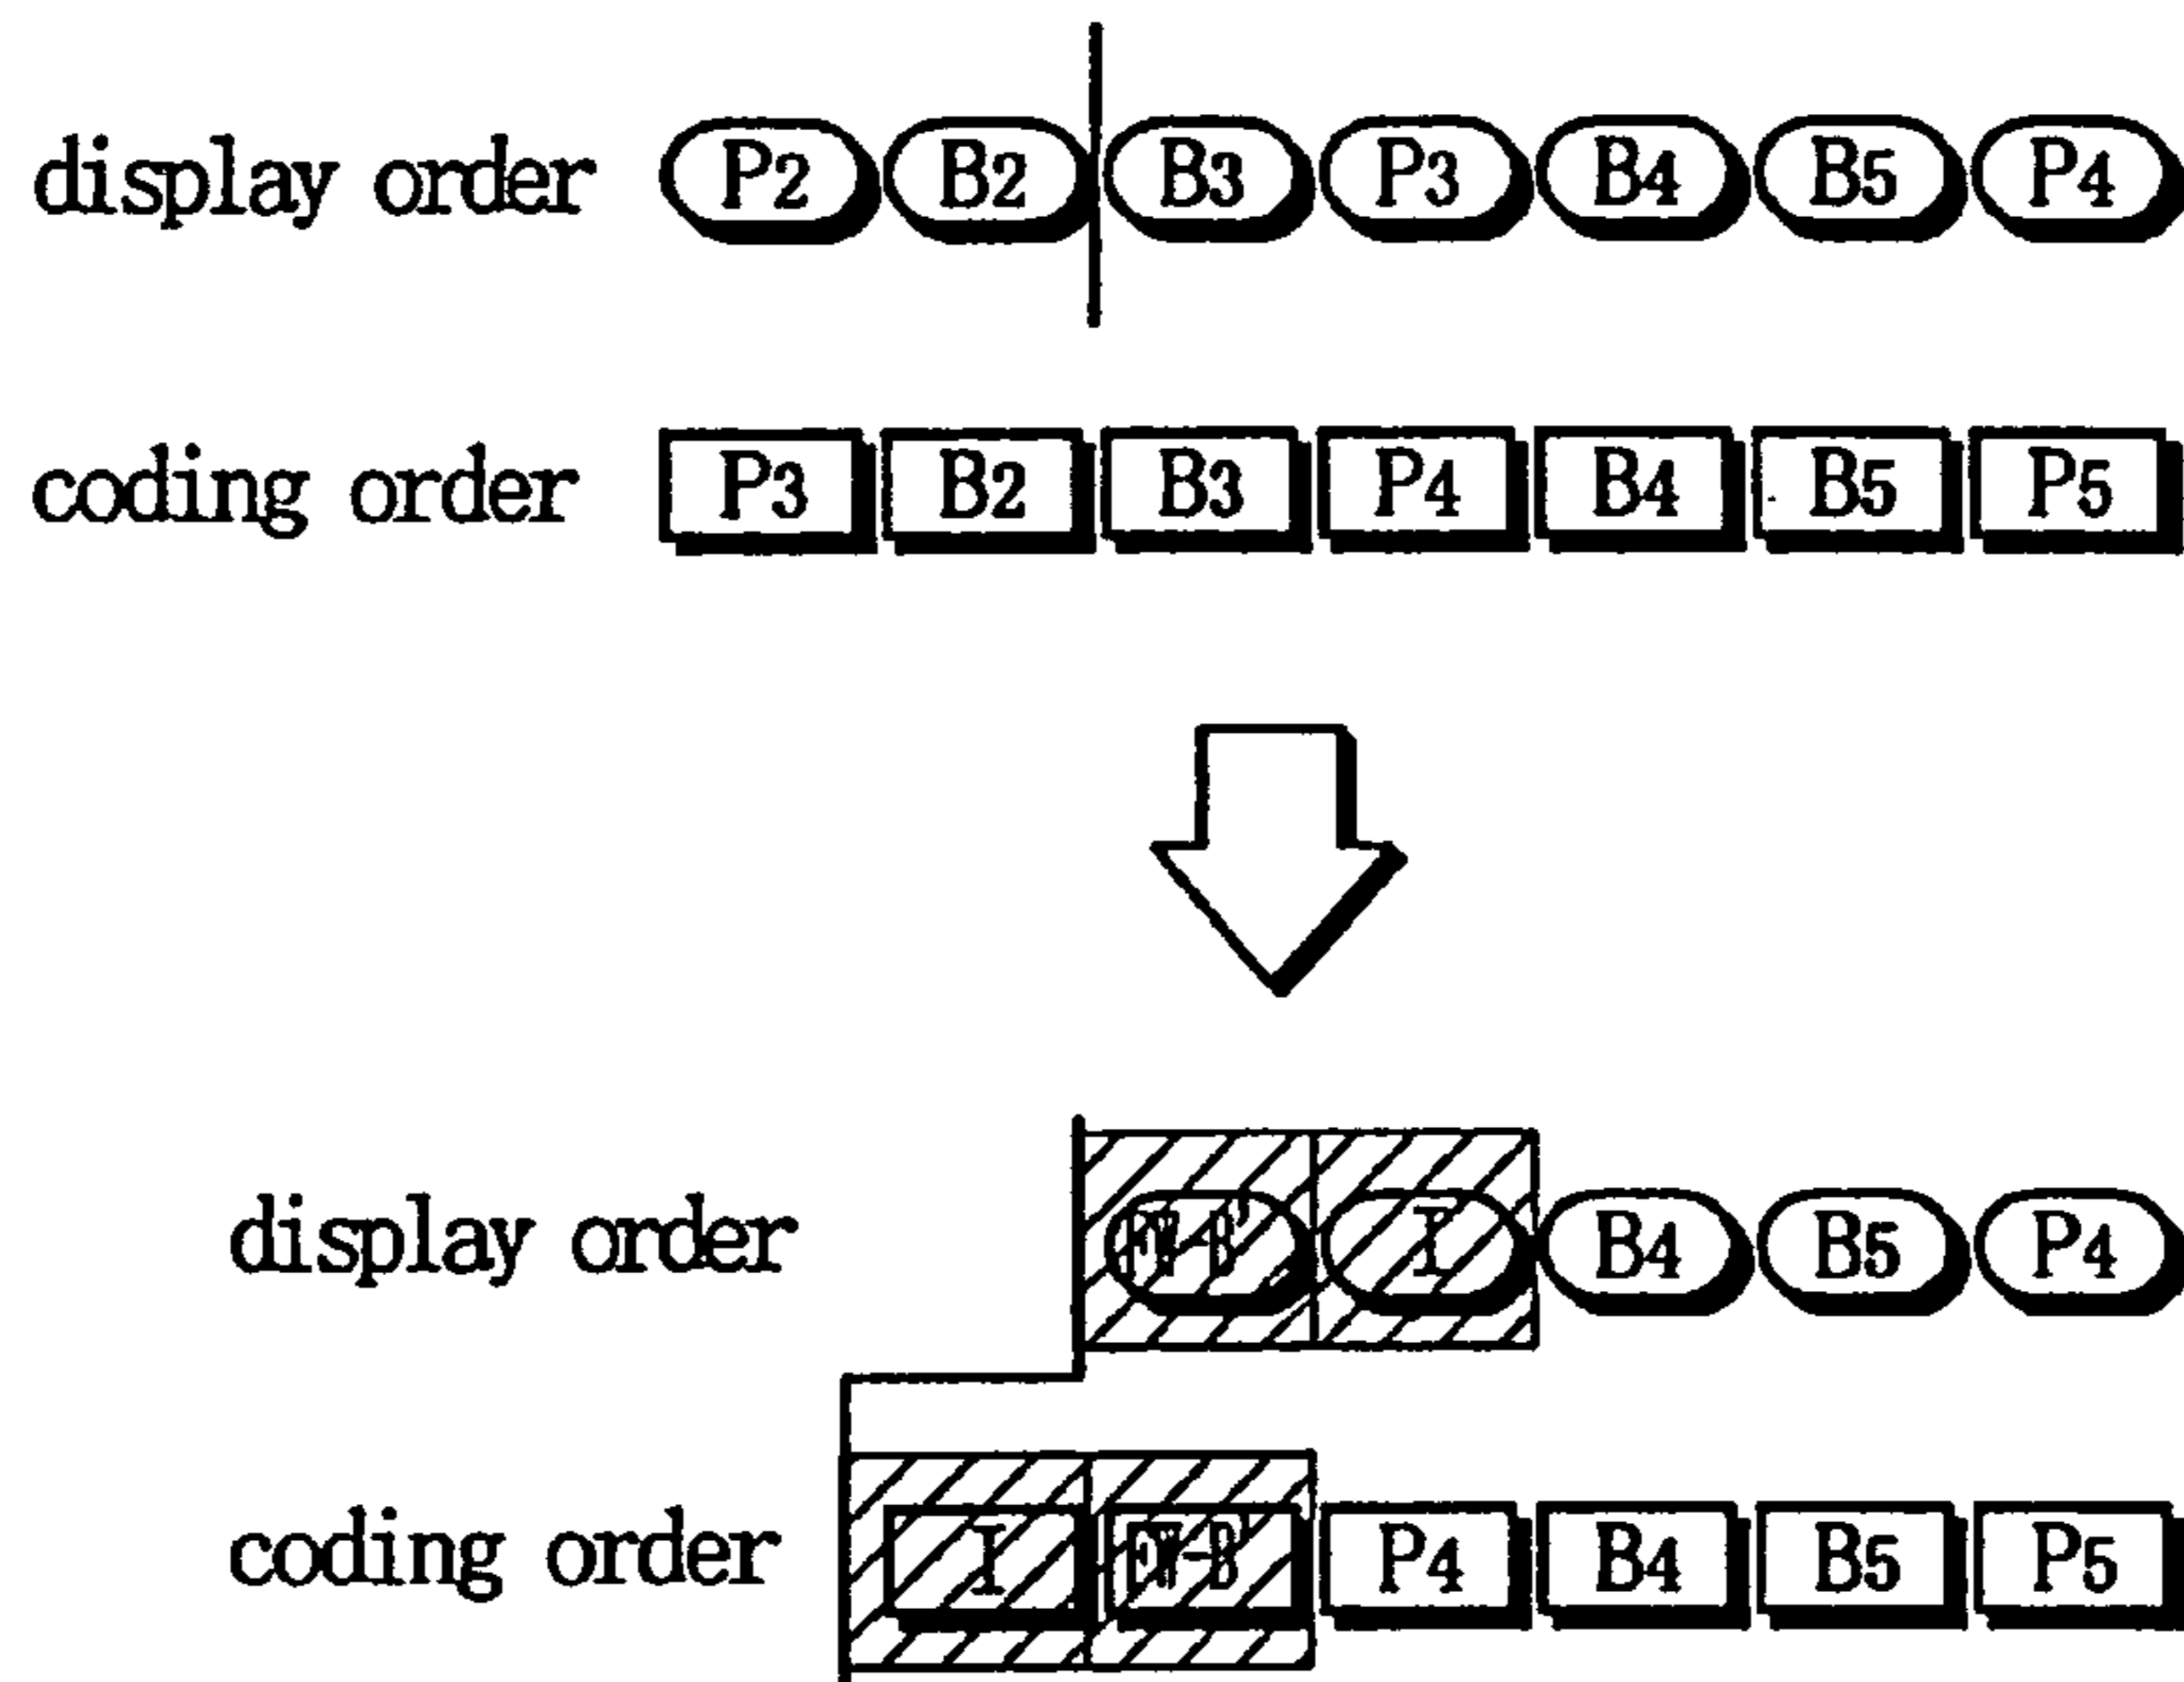 display order P2 B2 B3 P3 B4 B5 P4
coding order P3 B2 B3 P4 B4 B5 P5
display order I B4 B5 P4
coding order I P4 B4 B5 P5